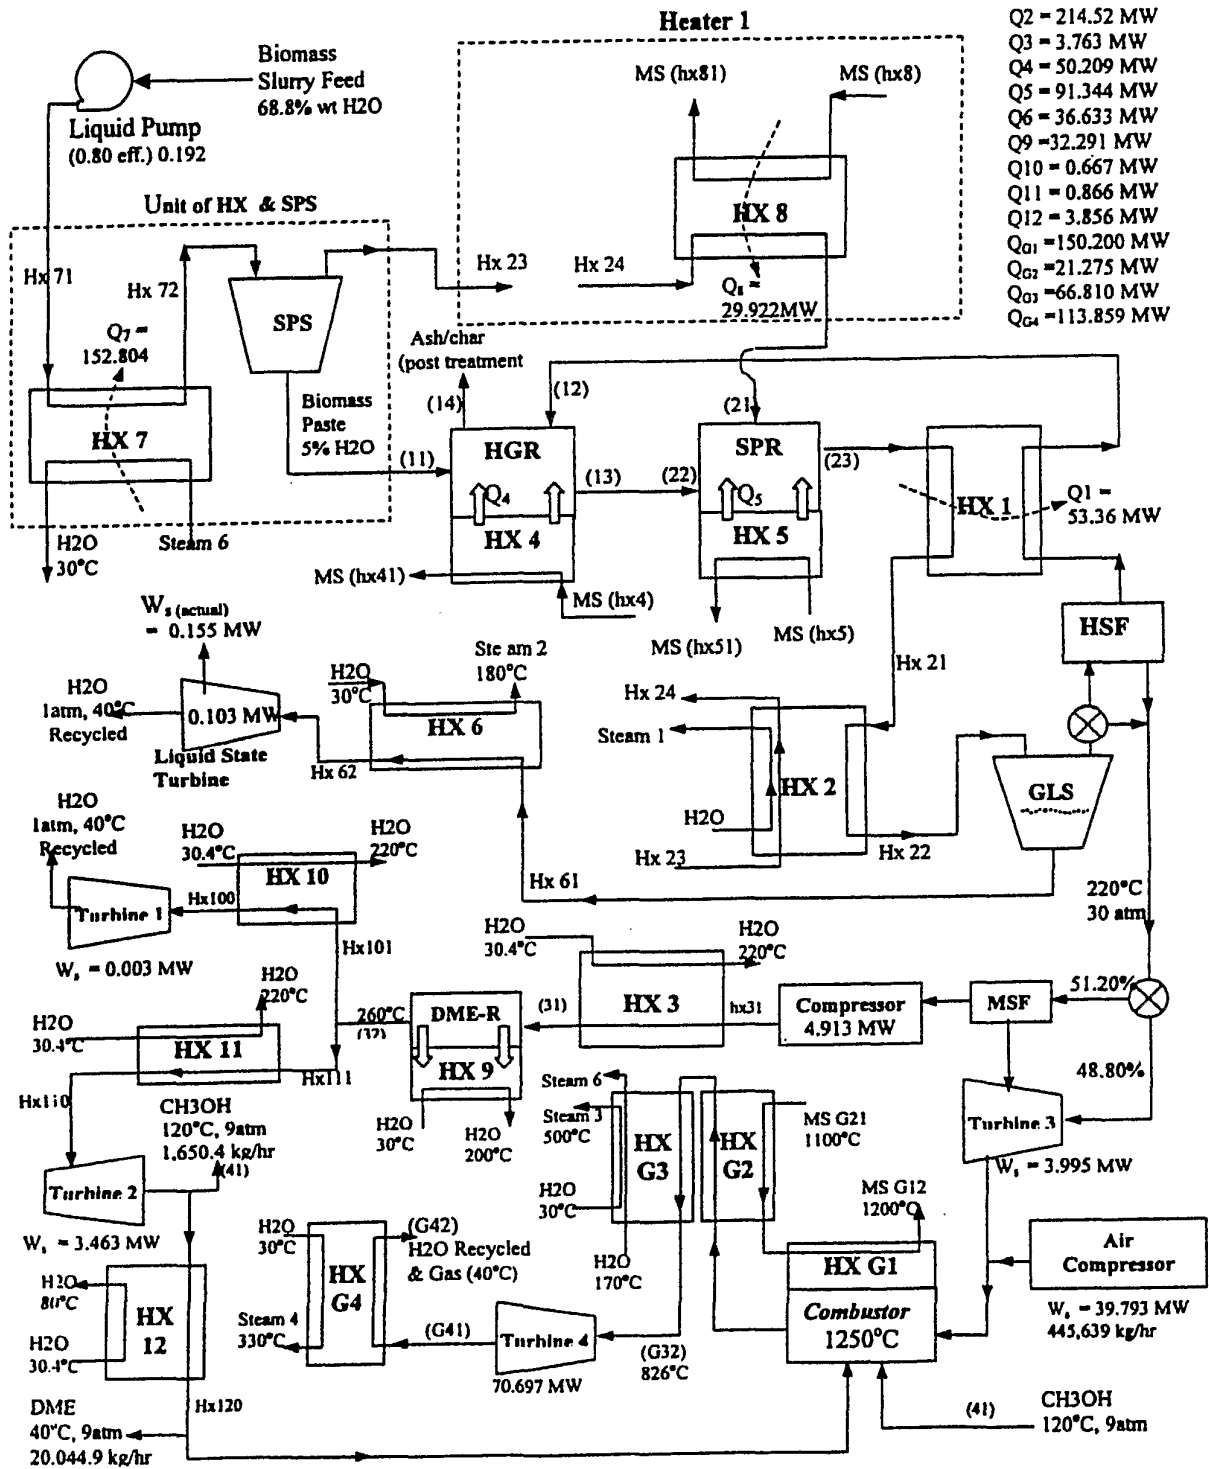 Heater 1
Q2 = 214.52 MW
Q3 = 3.763 MW
Q4 = 50.209 MW
Q5 = 91.344 MW
Q6 = 36.633 MW
Q9 =32.291 MW
Q10 = 0.667 MW
Q11 = 0.866 MW
Q12 = 3.856 MW
QG1 =150.200 MW
QG2 =21.275 MW
QG3 =66.810 MW
QG4 =113.859 MW
Biomass
Slurry Feed
68.8% wt H2O
Liquid Pump
(0.80 eff.) 0.192
MS (hx81)
MS (hx8)
HX 8
Hx 23
Hx 24
Q8 =
29.922MW
Unit of HX & SPS
Hx 71
Hx 72
SPS
Q7 =
152.804
HX 7
Biomass
Paste
5% H2O
H2O
30°C
Steam 6
Ash/char
(post treatment
(14)
(12)
(21)
(11)
HGR
Q4
HX 4
(13)
(22)
SPR
Q5
HX 5
(23)
HX 1
Q1 =
53.36 MW
MS (hx41)
MS (hx4)
MS (hx51)
MS (hx5)
HSF
Ws (actual)
= 0.155 MW
H2O
1atm, 40°C
Recycled
0.103 MW
Liquid State
Turbine
H2O
30°C
Steam 2
180°C
HX 6
Hx 62
Hx 24
Steam 1
HX 2
H2O
Hx 23
Hx 21
Hx 22
GLS
Hx 61
220°C
30 atm
H2O
1atm, 40°C
Recycled
H2O
30.4°C
H2O
220°C
HX 10
Hx100
Turbine 1
Ws = 0.003 MW
Hx101
H2O
30.4°C
H2O
220°C
HX 3
(31)
hx31
Compressor
4.913 MW
MSF
51.20%
48.80%
H2O
220°C
H2O
30.4°C
HX 11
Hx111
Hx110
260°C
(32)
DME-R
HX 9
H2O
30°C
H2O
200°C
Steam 6
Steam 3
500°C
H2O
30°C
HX
G3
HX
G2
H2O
170°C
MS G21
1100°C
MS G12
1200°C
Turbine 3
Ws = 3.995 MW
CH3OH
120°C, 9atm
1,650.4 kg/hr
(41)
Turbine 2
Ws = 3.463 MW
H2O
80°C
H2O
30.4°C
HX
12
H2O
30°C
HX
G4
Steam 4
330°C
(G42)
H2O Recycled
& Gas (40°C)
(G41)
Turbine 4
70.697 MW
(G32)
826°C
HX G1
Combustor
1250°C
Air
Compressor
Ws = 39.793 MW
445,639 kg/hr
DME
40°C, 9atm
20.044.9 kg/hr
Hx120
(41)
CH3OH
120°C, 9atm